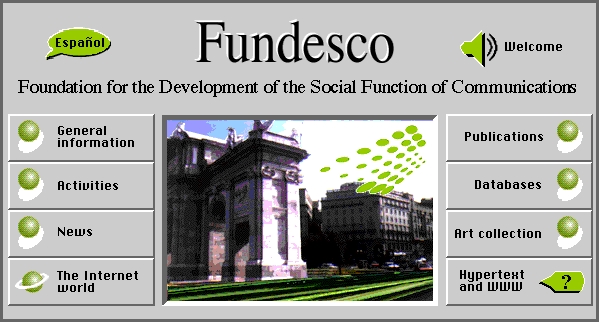 Español
Fundesco
Welcome
Foundation for the Development of the Social Function of Communications
General
information
Activities
News
The Internet
world
Publications
Databases
Art collection
Hypertext
and WWW
?